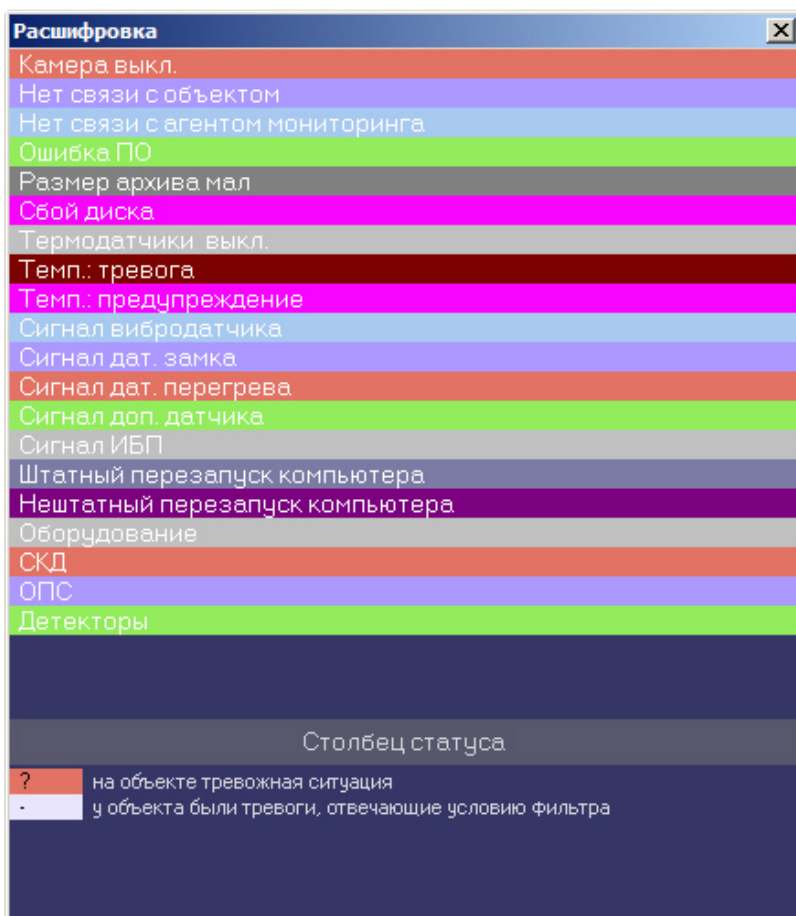 Расшифровка
Камера выкл.
Нет связи с объектом
Нет связи с агентом мониторинга
Ошибка ПО
Размер архива мал
Сбой диска
Термодатчики выкл.
Темп.: тревога
Темп.: предупреждение
Сигнал вибродатчика
Сигнал дат. замка
Сигнал дат. перегрева
Сигнал доп. датчика
Сигнал ИБП
Штатный перезапуск компьютера
Нештатный перезапуск компьютера
Оборудование
СКД
ОПС
Детекторы
Столбец статуса
? на объекте тревожная ситуация
- у объекта были тревоги, отвечающие условию фильтра